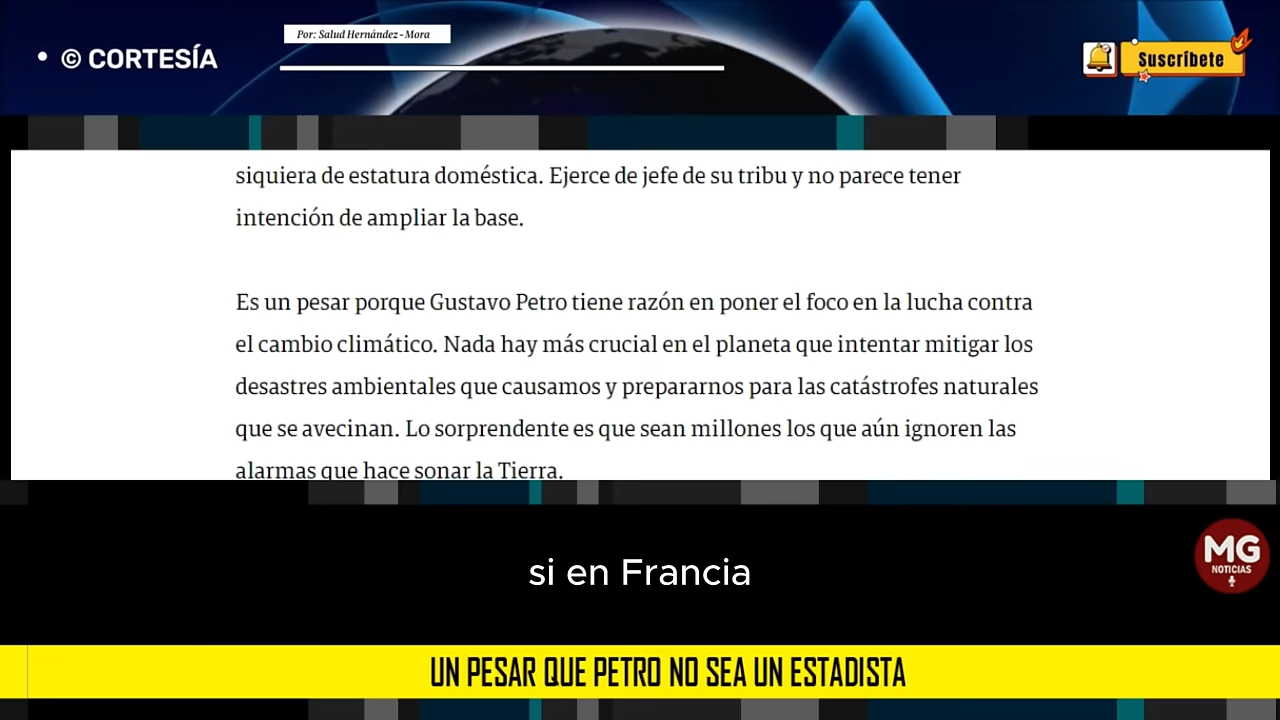 Por: Salud Hernández - Mora
© CORTESÍA
Suscríbete
siquiera de estatura doméstica. Ejerce de jefe de su tribu y no parece tener
intención de ampliar la base.
Es un pesar porque Gustavo Petro tiene razón en poner el foco en la lucha contra
el cambio climático. Nada hay más crucial en el planeta que intentar mitigar los
desastres ambientales que causamos y prepararnos para las catástrofes naturales
que se avecinan. Lo sorprendente es que sean millones los que aún ignoren las
alarmas que hace sonar la Tierra.
MG
NOTICIAS
si en Francia
UN PESAR QUE PETRO NO SEA UN ESTADISTA